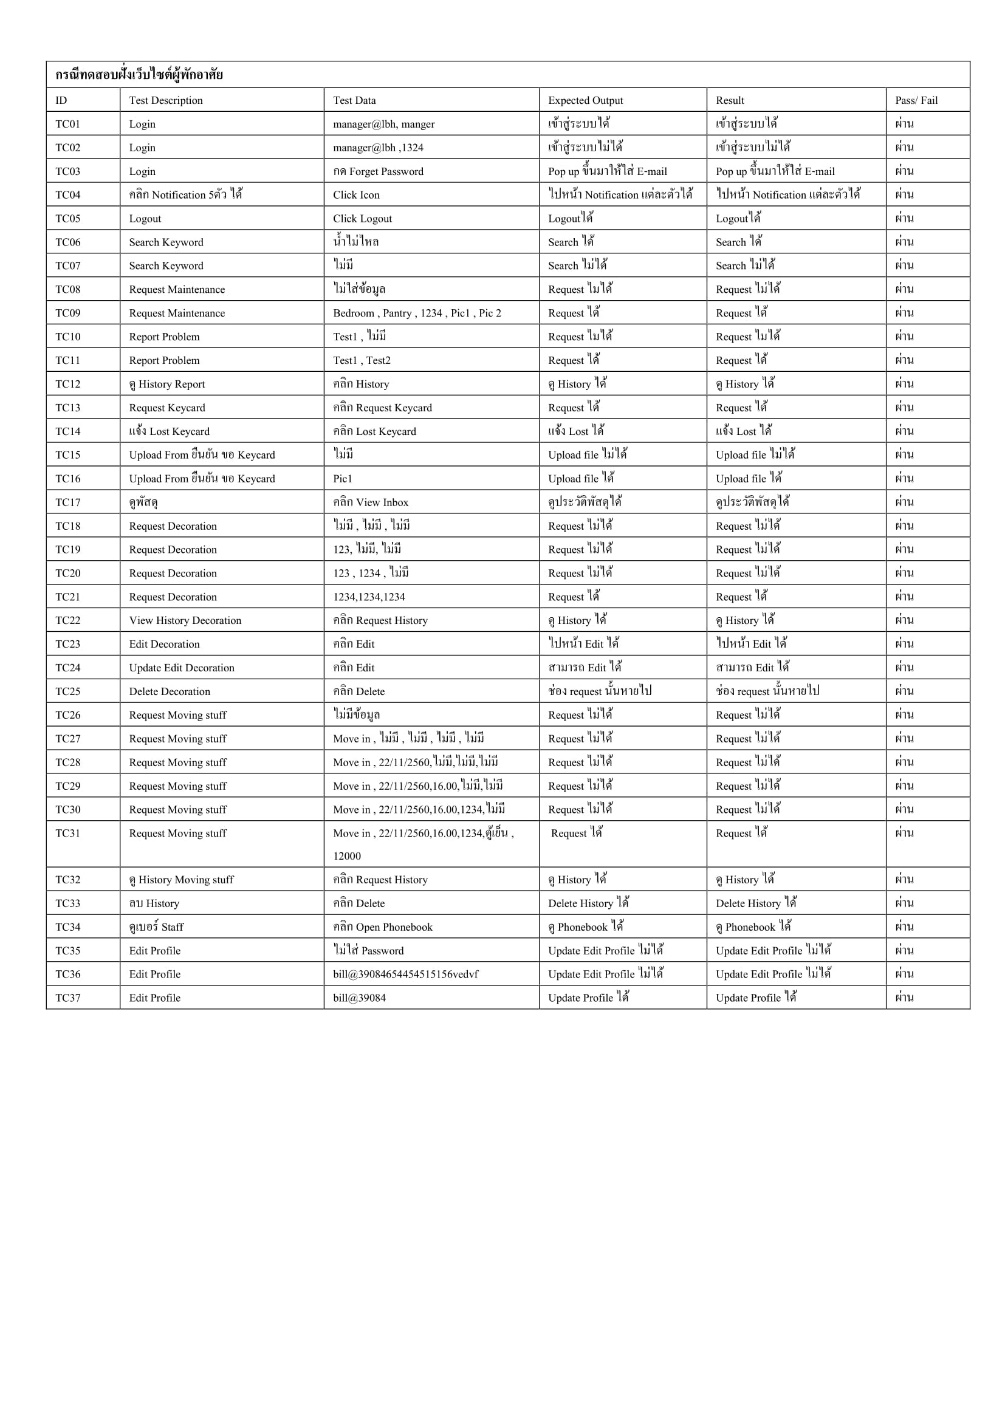 กรณีทดสอบฝั่งเว็บไซต์ผู้พักอาศัย
ID Test Description Test Data Expected Output Result Pass/ Fail
TC01 Login manager@lbh, manger เข้าสู่ระบบได้ เข้าสู่ระบบได้ ผ่าน
TC02 Login manager@lbh ,1324 เข้าสู่ระบบไม่ได้ เข้าสู่ระบบไม่ได้ ผ่าน
TC03 Login กด Forget Password Pop up ขึ้นมาให้ใส่ E-mail Pop up ขึ้นมาให้ใส่ E-mail ผ่าน
TC04 คลิก Notification 5ตัว ได้ Click Icon ไปหน้า Notification แต่ละตัวได้ ไปหน้า Notification แต่ละตัวได้ ผ่าน
TC05 Logout Click Logout Logoutได้ Logoutได้ ผ่าน
TC06 Search Keyword น้ำไม่ไหล Search ได้ Search ได้ ผ่าน
TC07 Search Keyword ไม่มี Search ไม่ได้ Search ไม่ได้ ผ่าน
TC08 Request Maintenance ไม่ใส่ข้อมูล Request ไม่ได้ Request ไม่ได้ ผ่าน
TC09 Request Maintenance Bedroom , Pantry , 1234 , Pic1 , Pic 2 Request ได้ Request ได้ ผ่าน
TC10 Report Problem Test1 , ไม่มี Request ไม่ได้ Request ไม่ได้ ผ่าน
TC11 Report Problem Test1 , Test2 Request ได้ Request ได้ ผ่าน
TC12 ดู History Report คลิก History ดู History ได้ ดู History ได้ ผ่าน
TC13 Request Keycard คลิก Request Keycard Request ได้ Request ได้ ผ่าน
TC14 แจ้ง Lost Keycard คลิก Lost Keycard แจ้ง Lost ได้ แจ้ง Lost ได้ ผ่าน
TC15 Upload From ยืนยัน ขอ Keycard ไม่มี Upload file ไม่ได้ Upload file ไม่ได้ ผ่าน
TC16 Upload From ยืนยัน ขอ Keycard Pic1 Upload file ได้ Upload file ได้ ผ่าน
TC17 ดูพัสดุ คลิก View Inbox ดูประวัติพัสดุได้ ดูประวัติพัสดุได้ ผ่าน
TC18 Request Decoration ไม่มี , ไม่มี , ไม่มี Request ไม่ได้ Request ไม่ได้ ผ่าน
TC19 Request Decoration 123, ไม่มี, ไม่มี Request ไม่ได้ Request ไม่ได้ ผ่าน
TC20 Request Decoration 123 , 1234 , ไม่มี Request ไม่ได้ Request ไม่ได้ ผ่าน
TC21 Request Decoration 1234,1234,1234 Request ได้ Request ได้ ผ่าน
TC22 View History Decoration คลิก Request History ดู History ได้ ดู History ได้ ผ่าน
TC23 Edit Decoration คลิก Edit ไปหน้า Edit ได้ ไปหน้า Edit ได้ ผ่าน
TC24 Update Edit Decoration คลิก Edit สามารถ Edit ได้ สามารถ Edit ได้ ผ่าน
TC25 Delete Decoration คลิก Delete ช่อง request นั้นหายไป ช่อง request นั้นหายไป ผ่าน
TC26 Request Moving stuff ไม่มีข้อมูล Request ไม่ได้ Request ไม่ได้ ผ่าน
TC27 Request Moving stuff Move in , ไม่มี , ไม่มี , ไม่มี , ไม่มี Request ไม่ได้ Request ไม่ได้ ผ่าน
TC28 Request Moving stuff Move in , 22/11/2560,ไม่มี,ไม่มี,ไม่มี Request ไม่ได้ Request ไม่ได้ ผ่าน
TC29 Request Moving stuff Move in , 22/11/2560,16.00,ไม่มี,ไม่มี Request ไม่ได้ Request ไม่ได้ ผ่าน
TC30 Request Moving stuff Move in , 22/11/2560,16.00,1234,ไม่มี Request ไม่ได้ Request ไม่ได้ ผ่าน
TC31 Request Moving stuff Move in , 22/11/2560,16.00,1234,ตู้เย็น , Request ได้ Request ได้ ผ่าน
12000
TC32 ดู History Moving stuff คลิก Request History ดู History ได้ ดู History ได้ ผ่าน
TC33 ลบ History คลิก Delete Delete History ได้ Delete History ได้ ผ่าน
TC34 ดูเบอร์ Staff คลิก Open Phonebook ดู Phonebook ได้ ดู Phonebook ได้ ผ่าน
TC35 Edit Profile ไม่ใส่ Password Update Edit Profile ไม่ได้ Update Edit Profile ไม่ได้ ผ่าน
TC36 Edit Profile bill@39084654454515156vedvf Update Edit Profile ไม่ได้ Update Edit Profile ไม่ได้ ผ่าน
TC37 Edit Profile bill@39084 Update Profile ได้ Update Profile ได้ ผ่าน